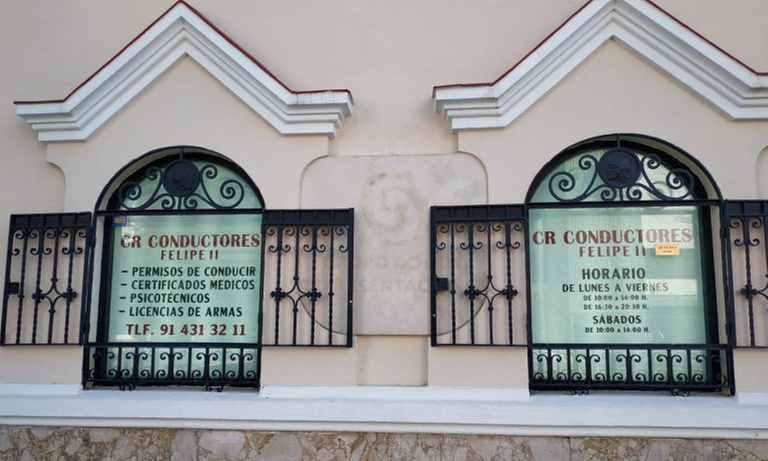 CR CONDUCTORES
FELIPE II
- PERMISOS DE CONDUCIR
- CERTIFICADOS MEDICOS
- PSICOTÉCNICOS
- LICENCIAS DE ARMAS
TLF. 91 431 32 11
CR CONDUCTORES
FELIPE II
HORARIO
DE LUNES A VIERNES
DE 10:00 A 14:00 H.
DE 16:30 A 20:30 H.
SÁBADOS
DE 10:00 A 14:00 H.